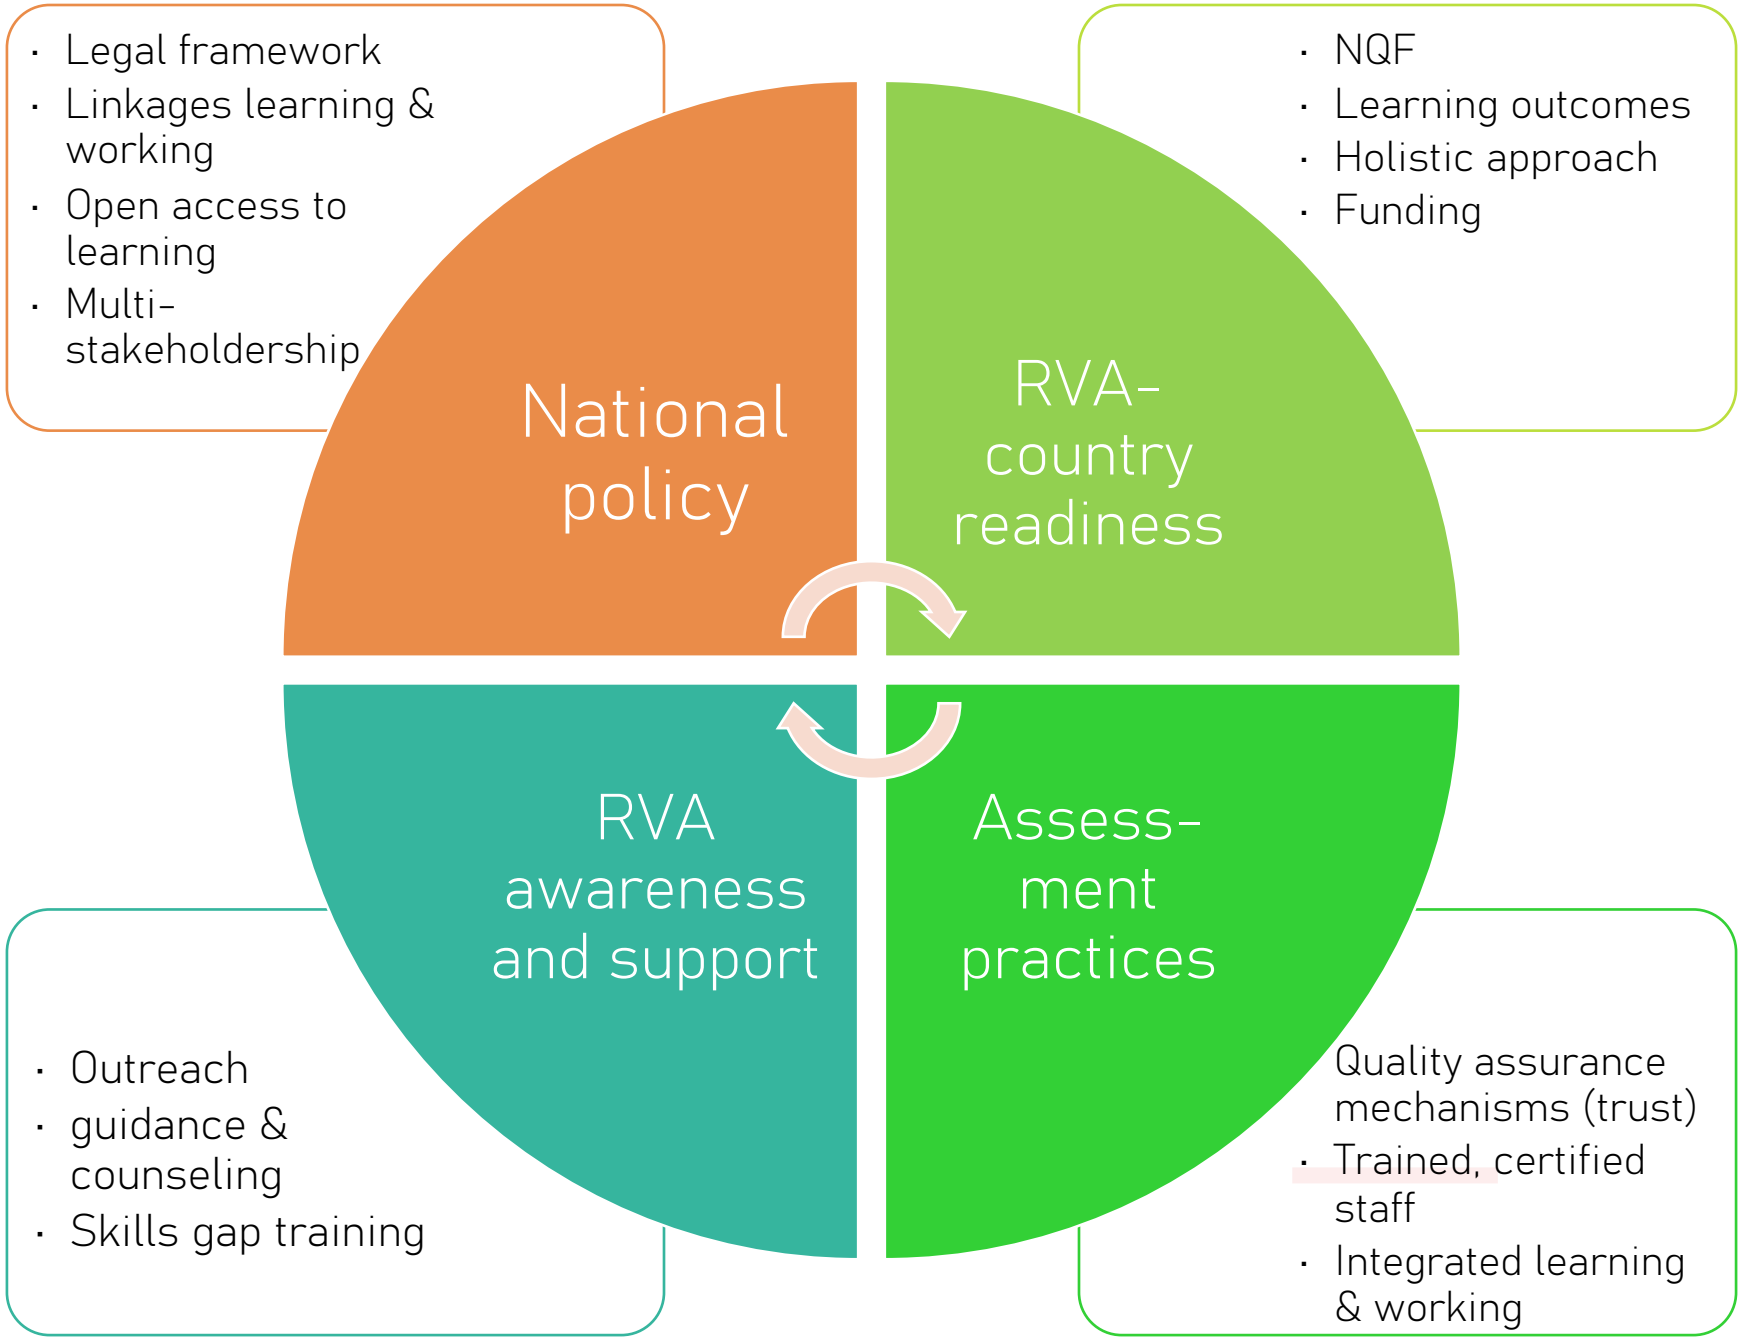 · Legal framework
· Linkages learning &
working
· Open access to
learning
· Multi-
stakeholdership
· NQF
· Learning outcomes
· Holistic approach
· Funding
National
policy
RVA-
country
readiness
RVA
awareness
and support
Assess-
ment
practices
· Outreach
· guidance &
counseling
· Skills gap training
Quality assurance
mechanisms (trust)
· Trained, certified
staff
· Integrated learning
& working